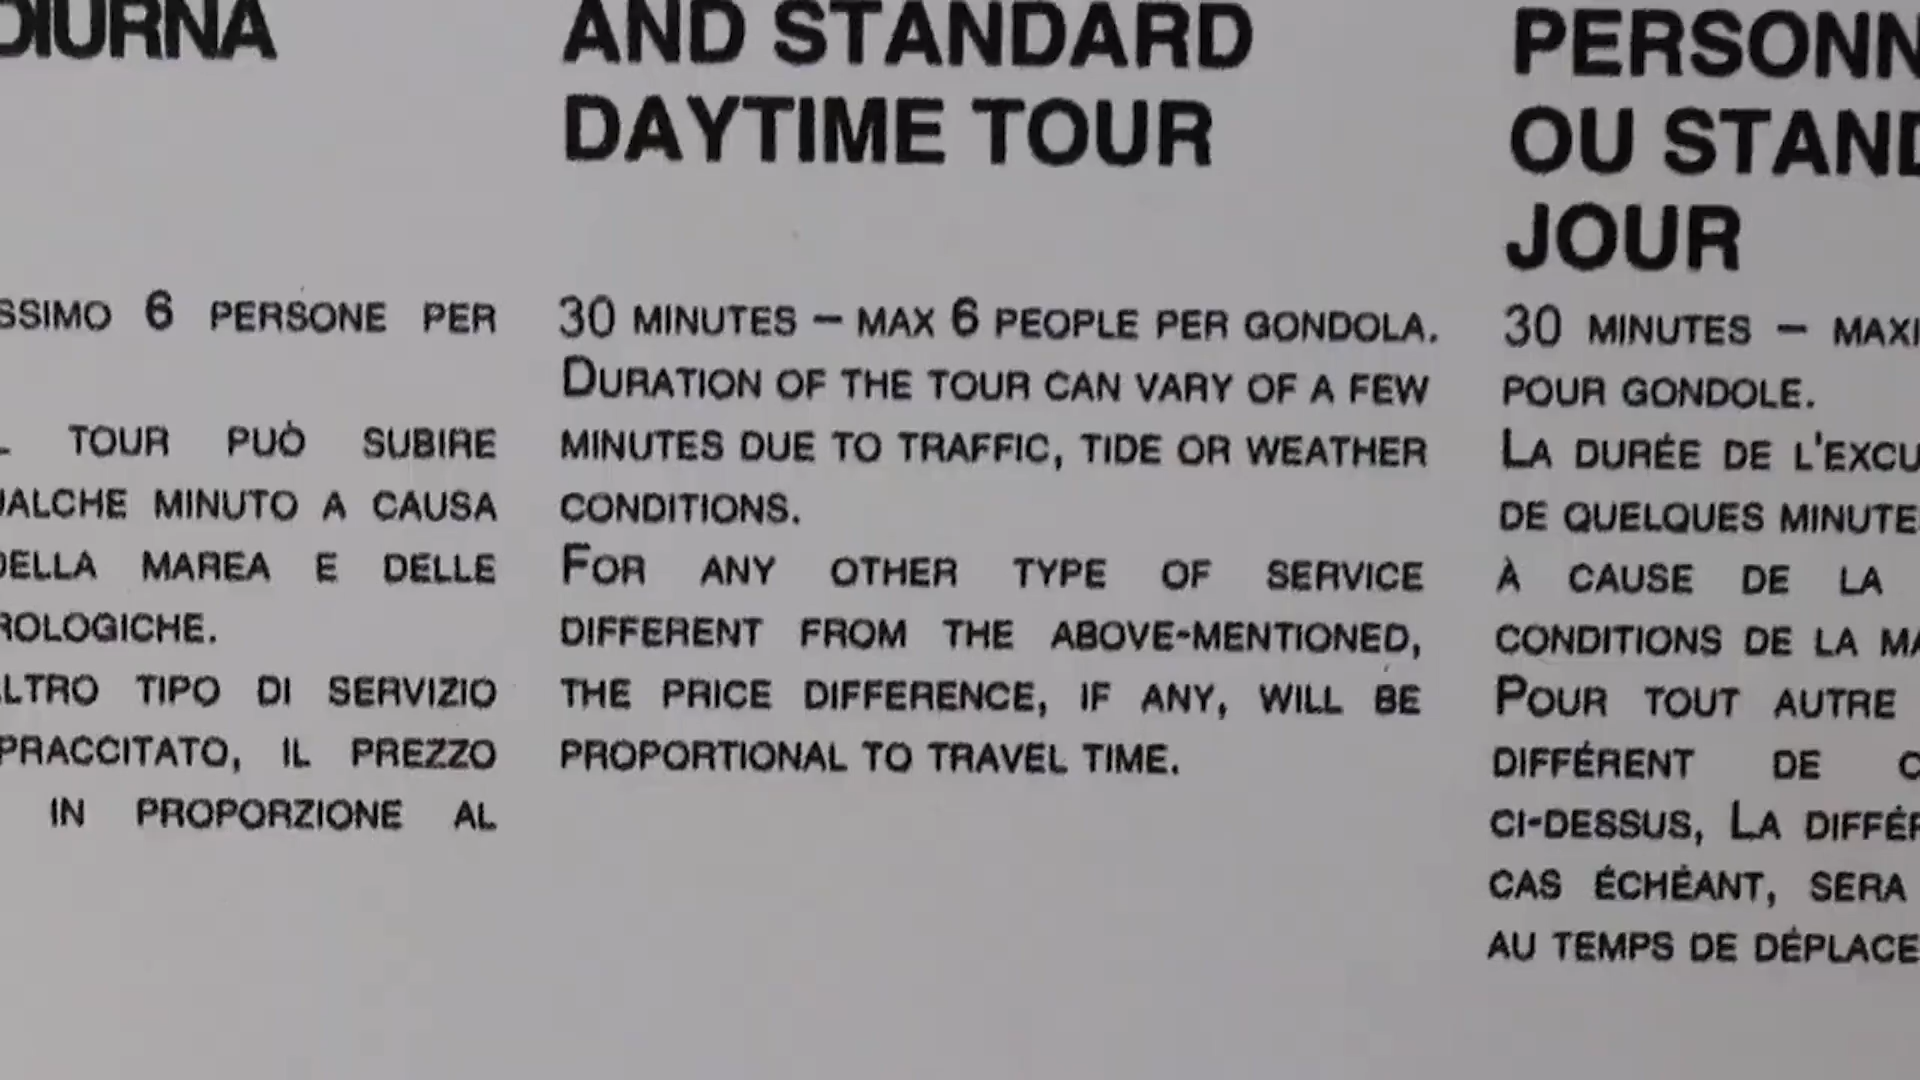 DIURNA
SSIMO 6 PERSONE PER
TOUR PUÒ SUBIRE
UALCHE MINUTO A CAUSA
DELLA MAREA E DELLE
ROLOGICHE.
LTRO TIPO DI SERVIZIO
PRACCITATO, IL PREZZO
IN PROPORZIONE AL
AND STANDARD
DAYTIME TOUR
30 MINUTES – MAX 6 PEOPLE PER GONDOLA.
DURATION OF THE TOUR CAN VARY OF A FEW
MINUTES DUE TO TRAFFIC, TIDE OR WEATHER
CONDITIONS.
FOR ANY OTHER TYPE OF SERVICE
DIFFERENT FROM THE ABOVE-MENTIONED,
THE PRICE DIFFERENCE, IF ANY, WILL BE
PROPORTIONAL TO TRAVEL TIME.
PERSONN
OU STAND
JOUR
30 MINUTES – MAXI
POUR GONDOLE.
LA DURÉE DE L'EXCU
DE QUELQUES MINUTE
À CAUSE DE LA
CONDITIONS DE LA MA
POUR TOUT AUTRE
DIFFÉRENT DE C
CI-DESSUS, LA DIFFÉR
CAS ÉCHÉANT, SERA
AU TEMPS DE DÉPLACE